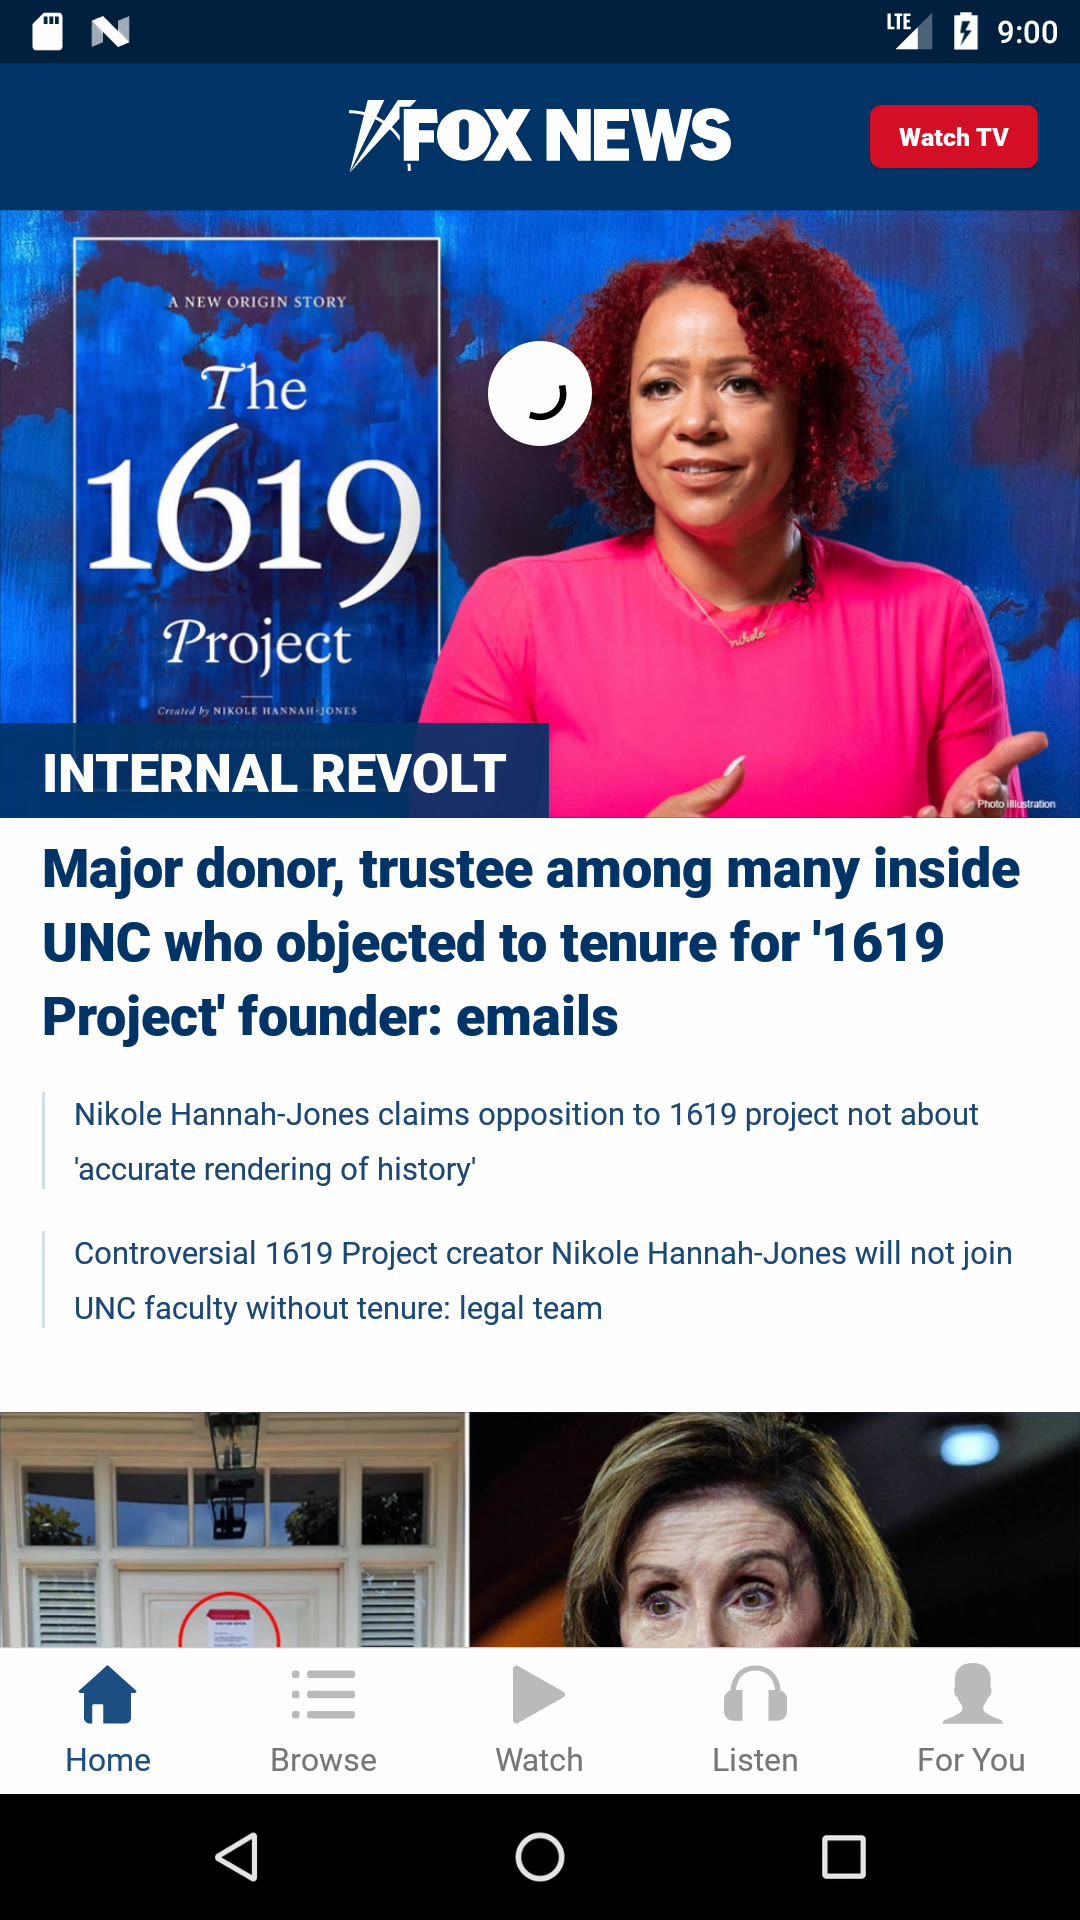 LTE
9:00
FOX NEWS
Watch TV
A NEW ORIGIN STORY
The
1619
Project
Created by NIKOLE HANNAH-JONES
nikole
INTERNAL REVOLT
Photo illustration
Major donor, trustee among many inside
UNC who objected to tenure for '1619
Project' founder: emails
Nikole Hannah-Jones claims opposition to 1619 project not about
'accurate rendering of history'
Controversial 1619 Project creator Nikole Hannah-Jones will not join
UNC faculty without tenure: legal team
Home
Browse
Watch
Listen
For You